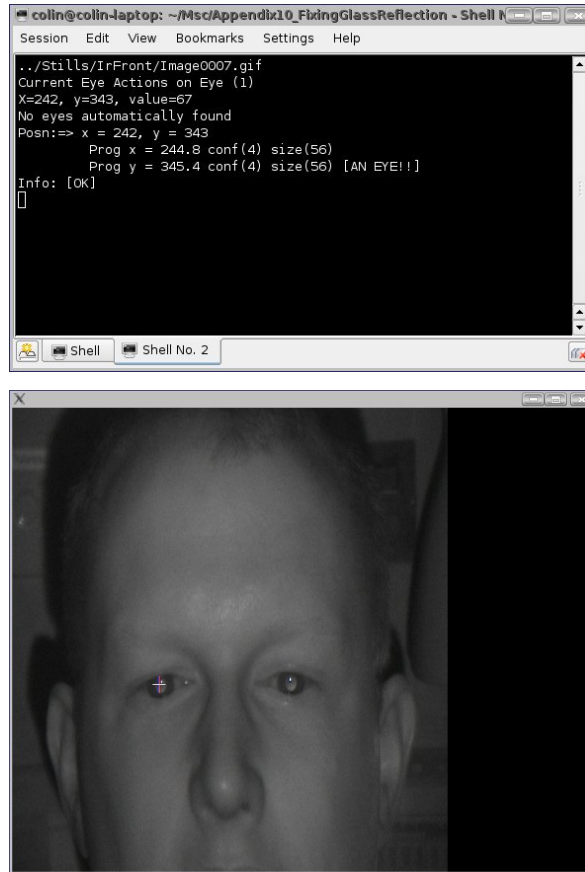 colin@colin-laptop: ~/Msc/Appendix10_FixingGlassReflection - Shell N
Session Edit View Bookmarks Settings Help
../Stills/IrFront/Image0007.gif
Current Eye Actions on Eye (1)
X=242, y=343, value=67
No eyes automatically found
Posn:=> x = 242, y = 343
Prog x = 244.8 conf(4) size(56)
Prog y = 345.4 conf(4) size(56) [AN EYE!!]
Info: [OK]
Shell Shell No. 2